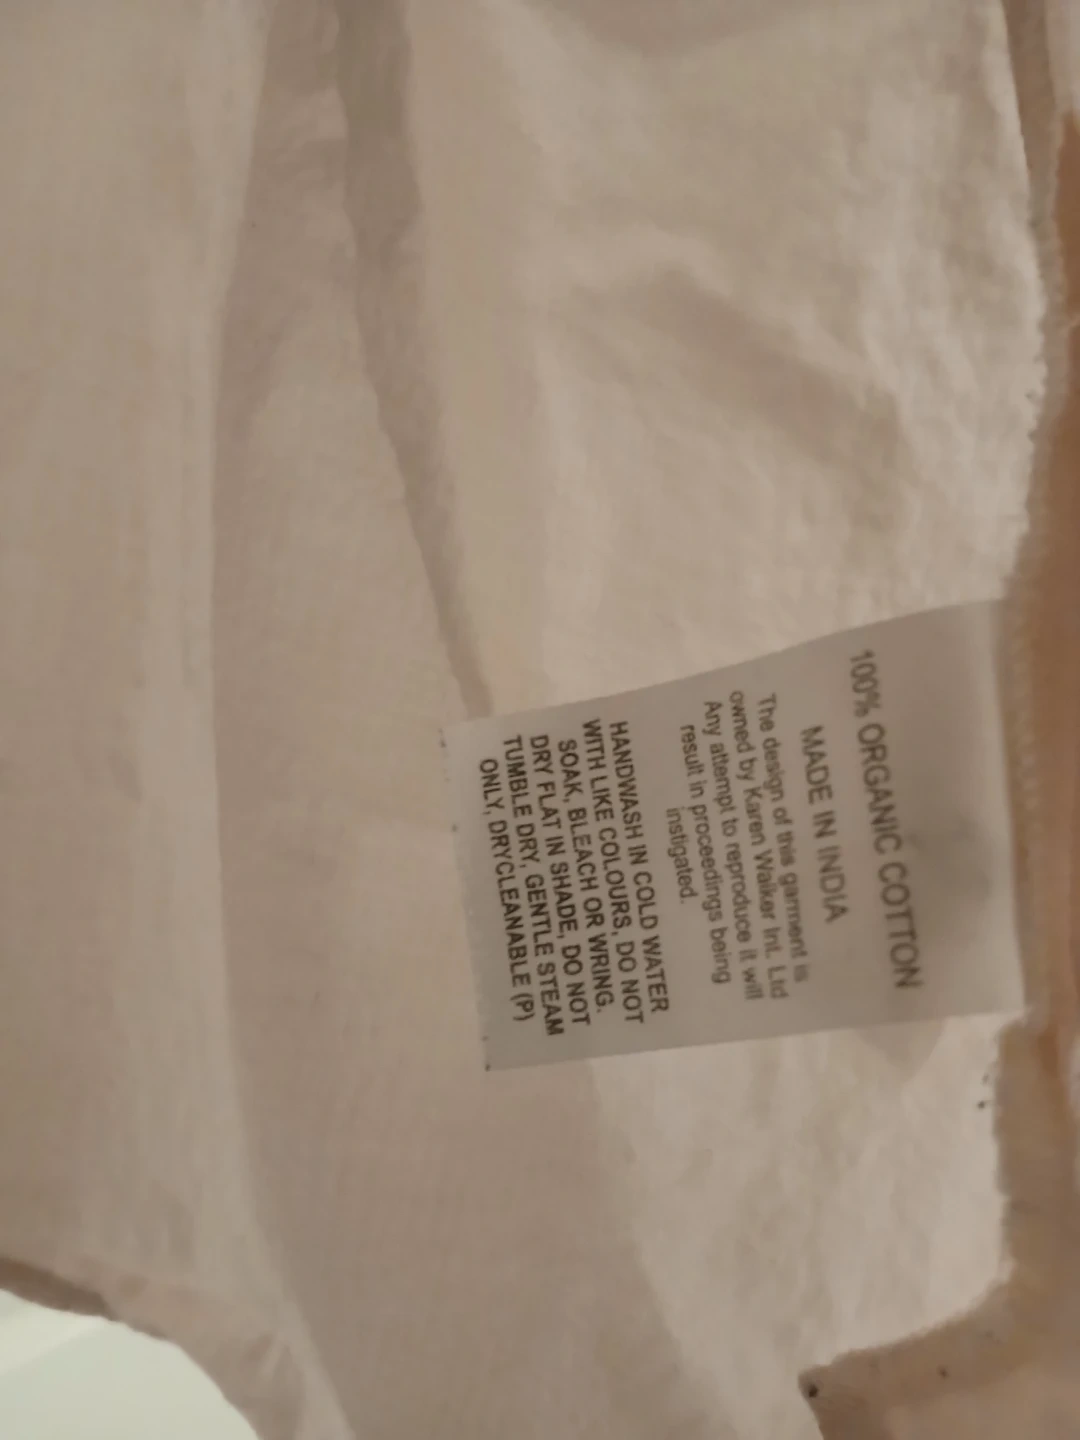 100% ORGANIC COTTON
MADE IN INDIA
The design of this garment is
owned by Karen Walker Int. Ltd
Any attempt to reproduce it will
result in proceedings being
instigated.
HANDWASH IN COLD WATER
WITH LIKE COLOURS, DO NOT
SOAK, BLEACH OR WRING.
DRY FLAT IN SHADE, DO NOT
TUMBLE DRY, GENTLE STEAM
ONLY, DRYCLEANABLE (P)